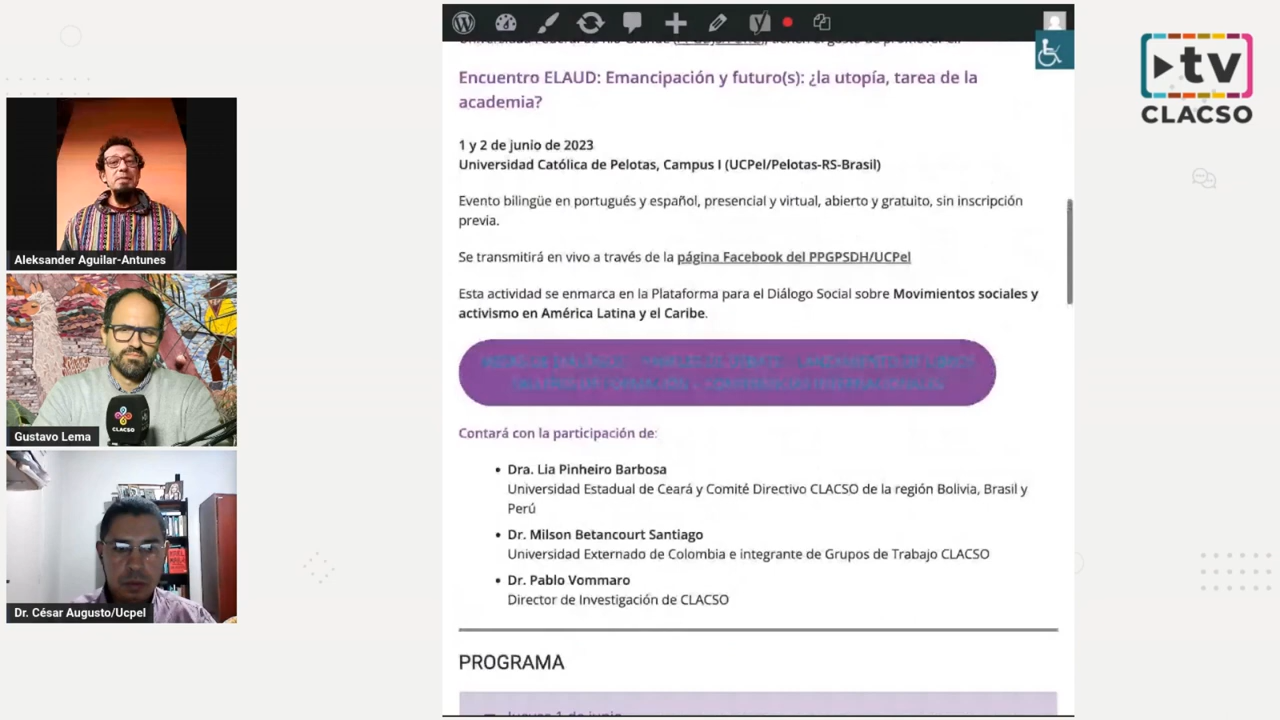 Encuentro ELAUD: Emancipación y futuro(s): ¿la utopía, tarea de la
academia?
1 y 2 de junio de 2023
Universidad Católica de Pelotas, Campus I (UCPel/Pelotas-RS-Brasil)
Evento bilingüe en portugués y español, presencial y virtual, abierto y gratuito, sin inscripción
previa.
Se transmitirá en vivo a través de la página Facebook del PPGPSDH/UCPel
Esta actividad se enmarca en la Plataforma para el Diálogo Social sobre Movimientos sociales y
activismo en América Latina y el Caribe.
Contará con la participación de:
• Dra. Lia Pinheiro Barbosa
Universidad Estadual de Ceará y Comité Directivo CLACSO de la región Bolivia, Brasil y
Perú
• Dr. Milson Betancourt Santiago
Universidad Externado de Colombia e integrante de Grupos de Trabajo CLACSO
• Dr. Pablo Vommaro
Director de Investigación de CLACSO
PROGRAMA
Jueves 1 de junio
Aleksander Aguilar-Antunes
CLACSO
Gustavo Lema
Dr. César Augusto/Ucpel
tv
CLACSO